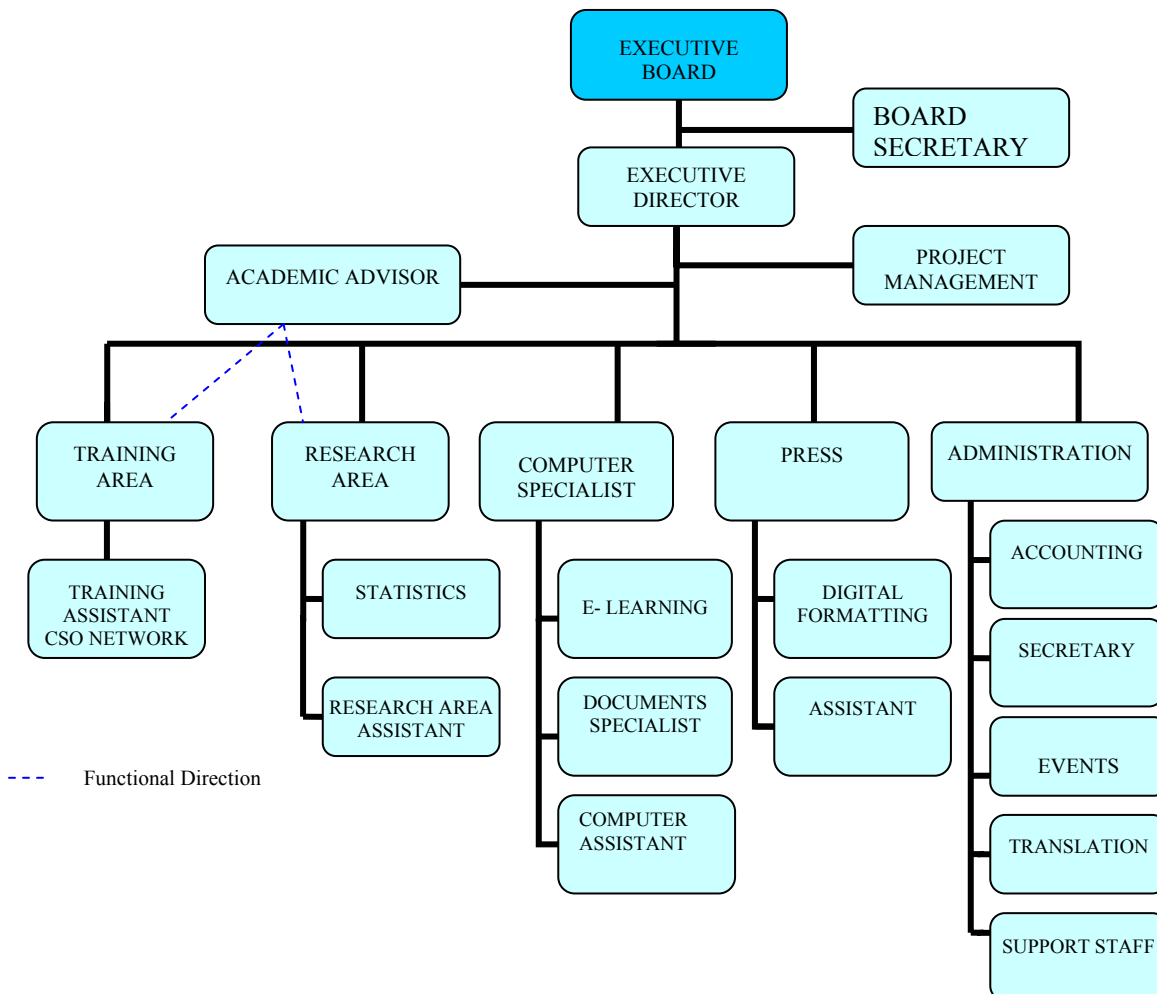 EXECUTIVE
BOARD
BOARD
SECRETARY
EXECUTIVE
DIRECTOR
PROJECT
MANAGEMENT
ACADEMIC ADVISOR
TRAINING
AREA
RESEARCH
AREA
COMPUTER
SPECIALIST
PRESS
ADMINISTRATION
TRAINING
ASSISTANT
CSO NETWORK
STATISTICS
RESEARCH AREA
ASSISTANT
E- LEARNING
DOCUMENTS
SPECIALIST
COMPUTER
ASSISTANT
DIGITAL
FORMATTING
ASSISTANT
ACCOUNTING
SECRETARY
EVENTS
TRANSLATION
SUPPORT STAFF
Functional Direction